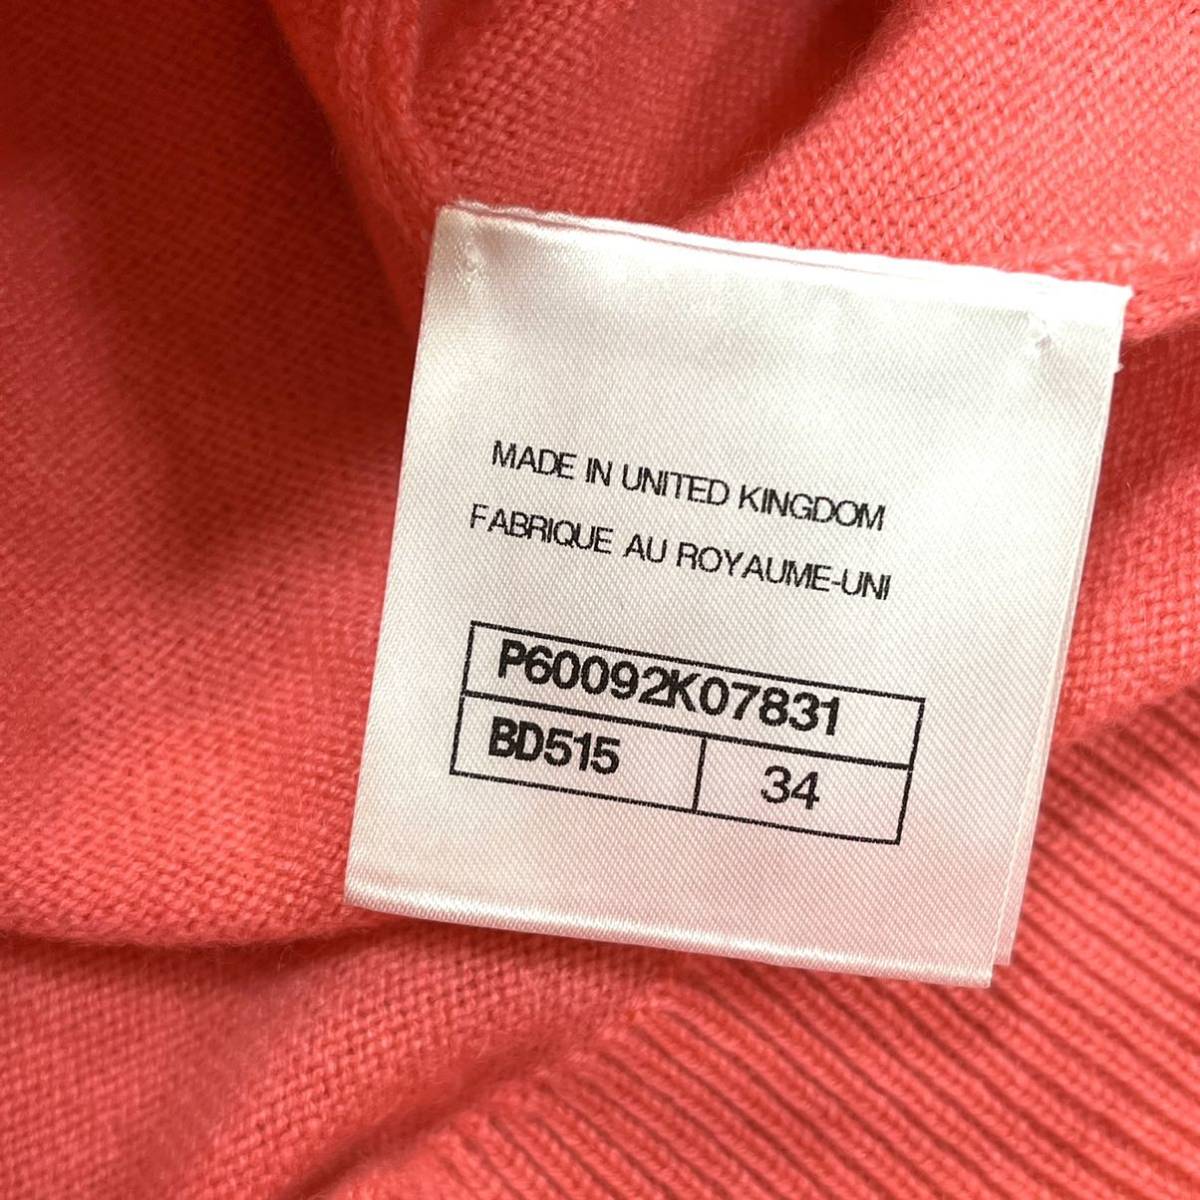 MADE IN UNITED KINGDOM
FABRIQUE AU ROYAUME-UNI
P60092K07831
BD515 34